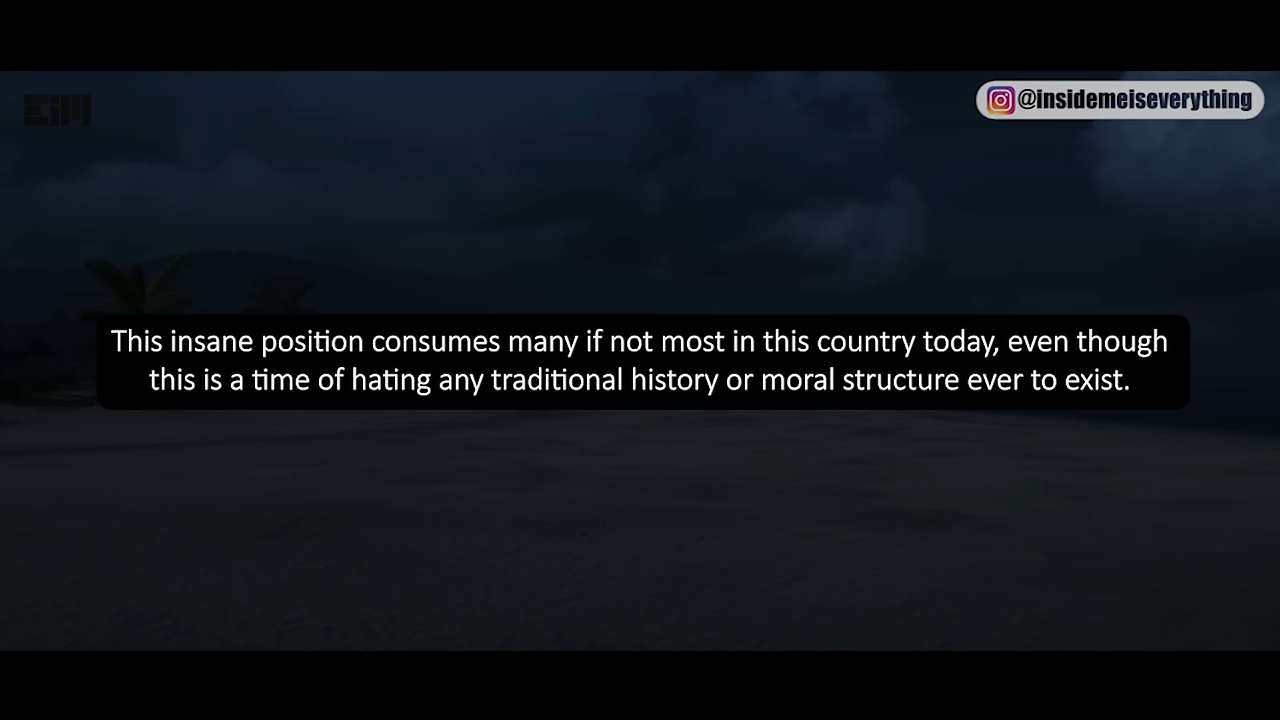 EiM
@insidemeiseverything
This insane position consumes many if not most in this country today, even though
this is a time of hating any traditional history or moral structure ever to exist.